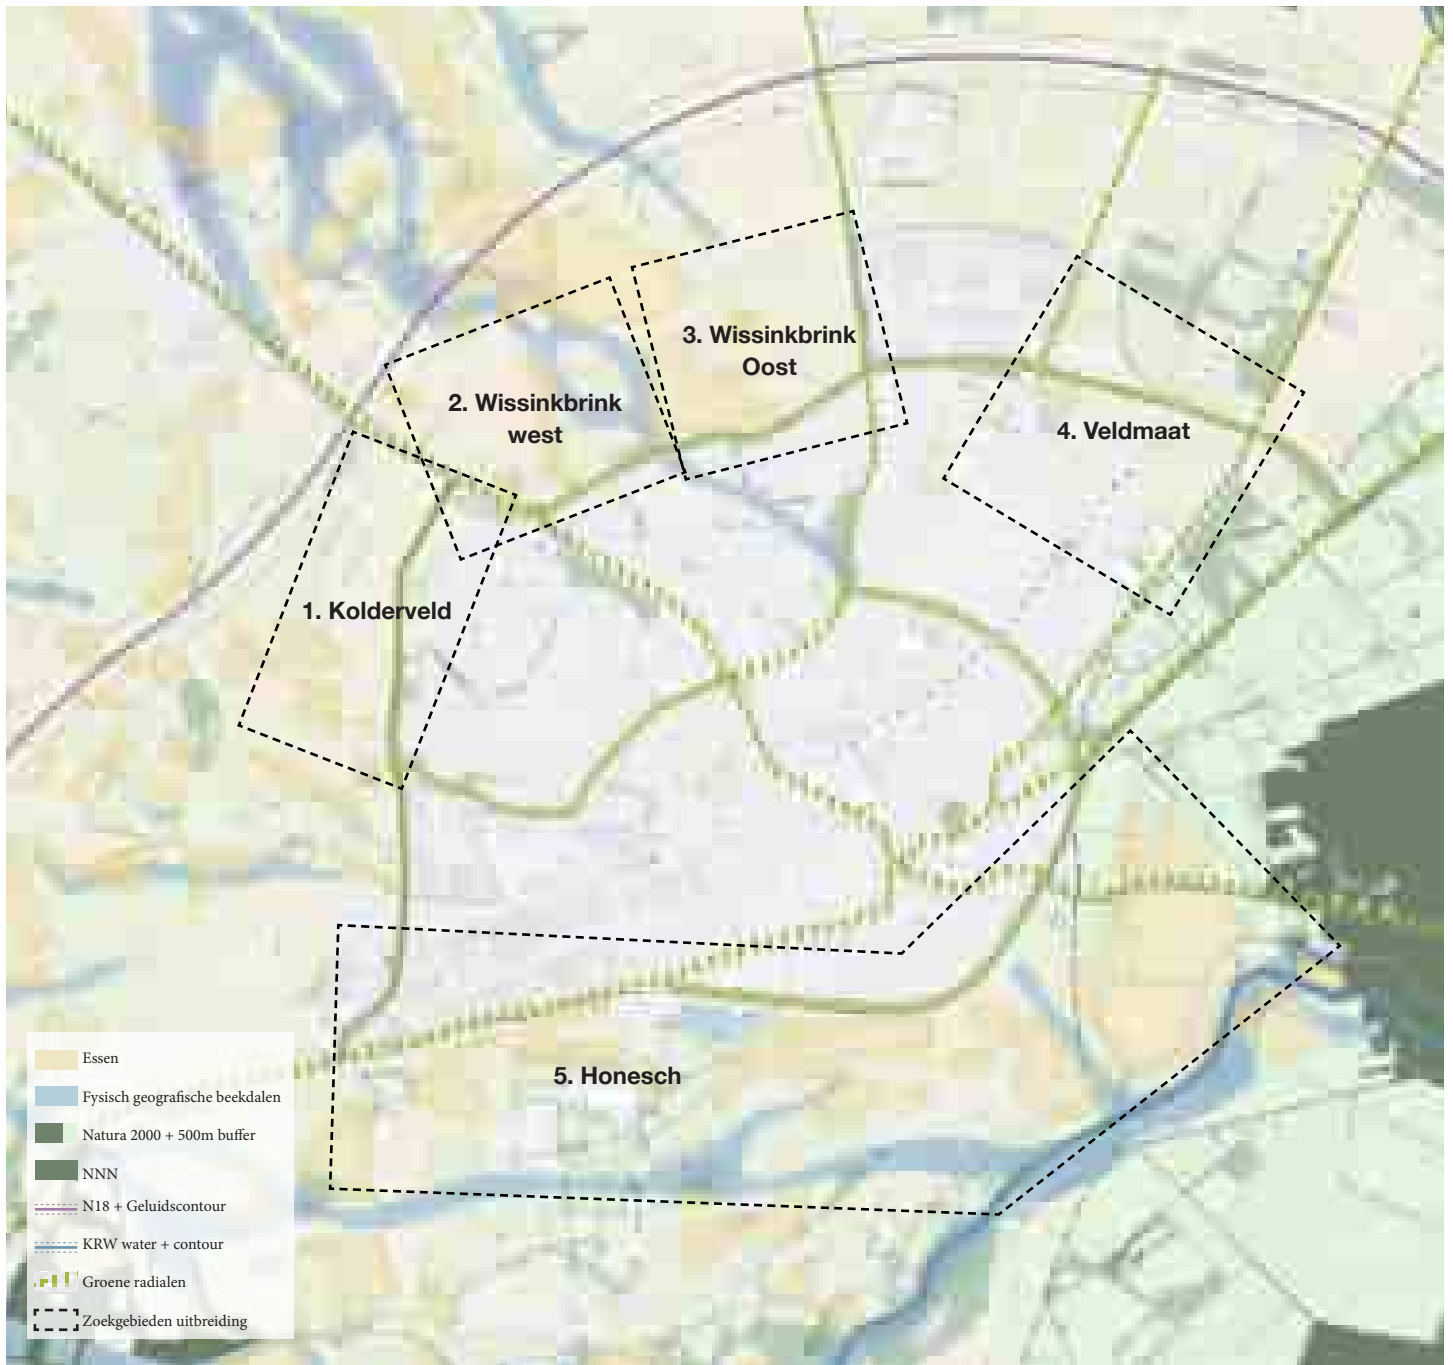 3. Wissinkbrink
Oost
2. Wissinkbrink
west
4. Veldmaat
1. Kolderveld
5. Honesch
Essen
Fysisch geografische beekdalen
Natura 2000 + 500m buffer
NNN
N18 + Geluidscontour
KRW water + contour
Groene radialen
Zoekgebieden uitbreiding